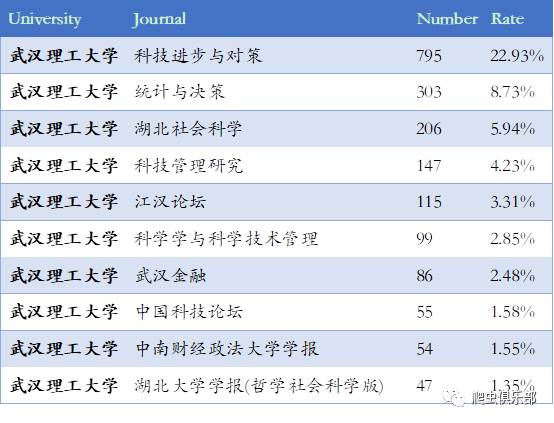 University Journal Number Rate
武汉理工大学 科技进步与对策 795 22.93%
武汉理工大学 统计与决策 303 8.73%
武汉理工大学 湖北社会科学 206 5.94%
武汉理工大学 科技管理研究 147 4.23%
武汉理工大学 江汉论坛 115 3.31%
武汉理工大学 科学学与科学技术管理 99 2.85%
武汉理工大学 武汉金融 86 2.48%
武汉理工大学 中国科技论坛 55 1.58%
武汉理工大学 中南财经政法大学学报 54 1.55%
武汉理工大学 湖北大学学报(哲学社会科学版) 47 1.35%
爬虫俱乐部